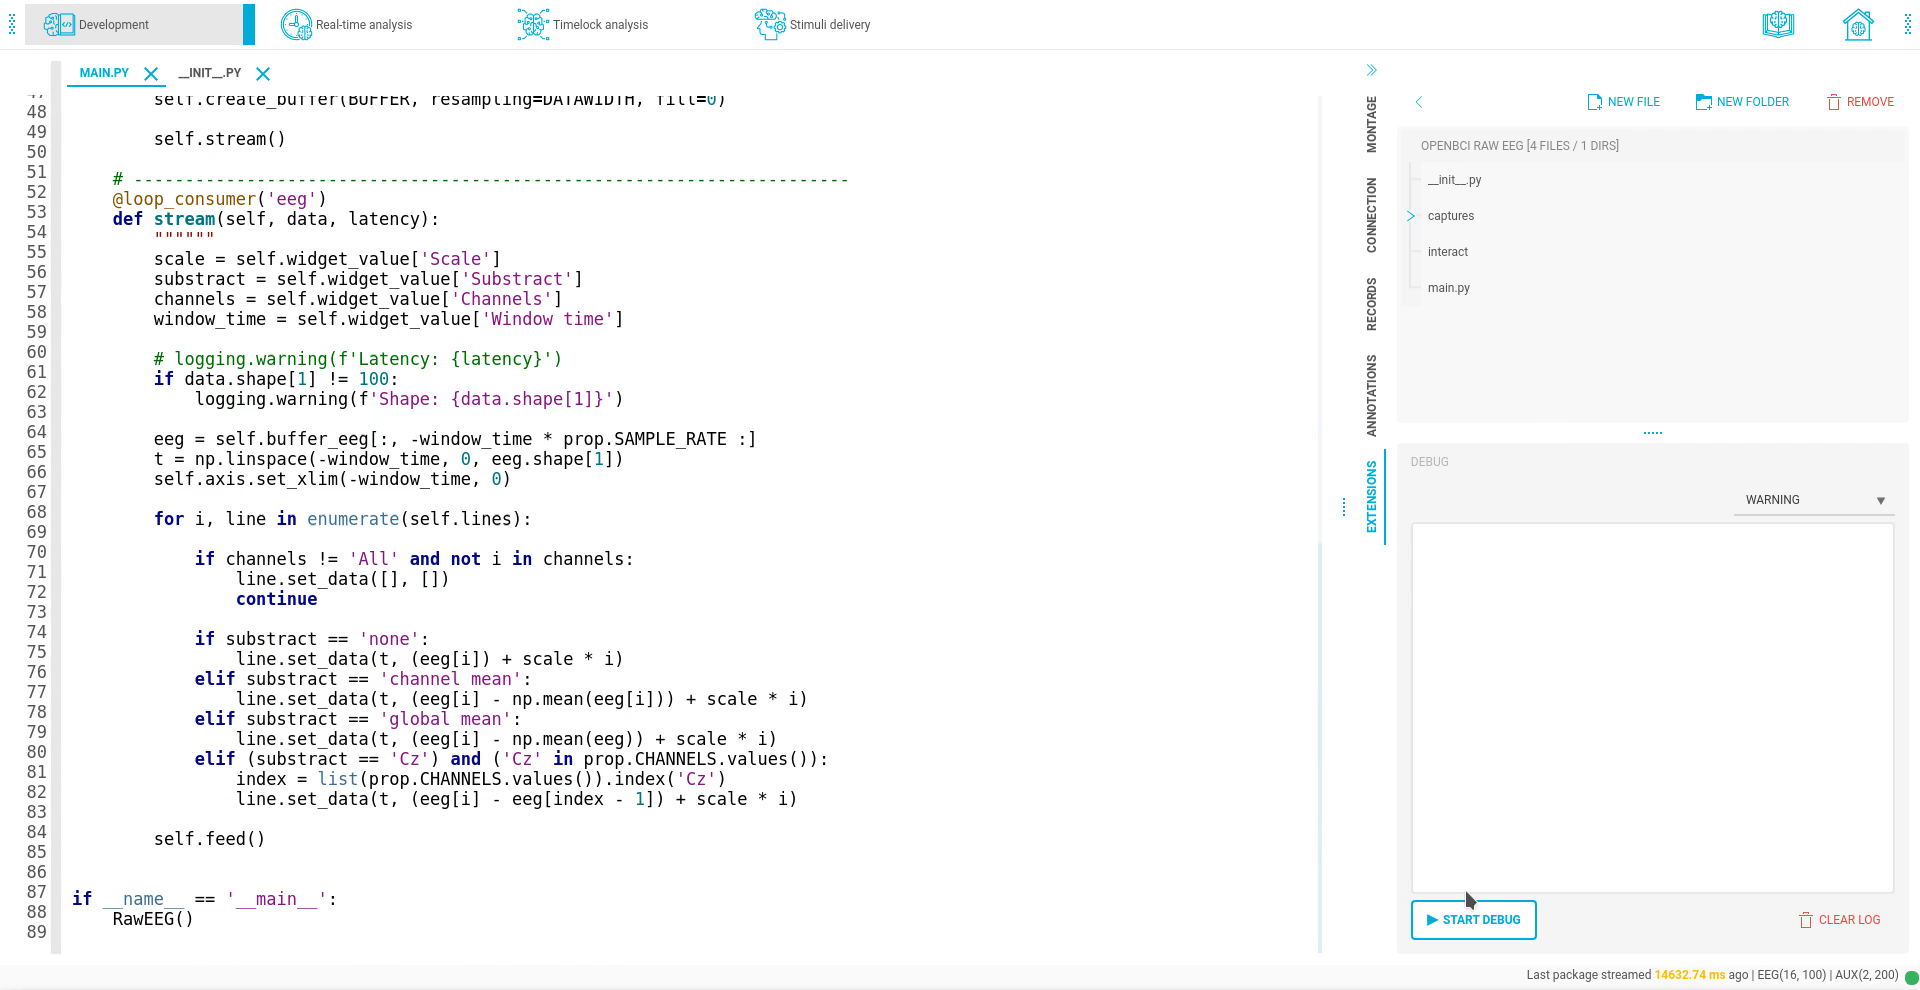 Development
Real-time analysis
Timelock analysis
Stimuli delivery
MAIN.PY
__INIT__.PY
self.create_buffer(BUFFER, resampling=DATAWIDTH, fill=0)
48
49 self.stream()
50
51 # ----------------------------------------------------------------------
52 @loop_consumer('eeg')
53 def stream(self, data, latency):
54 """"""
55 scale = self.widget_value['Scale']
56 substract = self.widget_value['Substract']
57 channels = self.widget_value['Channels']
58 window_time = self.widget_value['Window time']
59
60 # logging.warning(f'Latency: {latency}')
61 if data.shape[1] != 100:
62 logging.warning(f'Shape: {data.shape[1]}')
63
64 eeg = self.buffer_eeg[:, -window_time * prop.SAMPLE_RATE :]
65 t = np.linspace(-window_time, 0, eeg.shape[1])
66 self.axis.set_xlim(-window_time, 0)
67
68 for i, line in enumerate(self.lines):
69
70 if channels != 'All' and not i in channels:
71 line.set_data([], [])
72 continue
73
74 if substract == 'none':
75 line.set_data(t, (eeg[i]) + scale * i)
76 elif substract == 'channel mean':
77 line.set_data(t, (eeg[i] - np.mean(eeg[i])) + scale * i)
78 elif substract == 'global mean':
79 line.set_data(t, (eeg[i] - np.mean(eeg)) + scale * i)
80 elif (substract == 'Cz') and ('Cz' in prop.CHANNELS.values()):
81 index = list(prop.CHANNELS.values()).index('Cz')
82 line.set_data(t, (eeg[i] - eeg[index - 1]) + scale * i)
83
84 self.feed()
85
86
87 if __name__ == '__main__':
88 RawEEG()
89
MONTAGE
CONNECTION
RECORDS
ANNOTATIONS
EXTENSIONS
NEW FILE
NEW FOLDER
REMOVE
OPENBCI RAW EEG [4 FILES / 1 DIRS]
__init__.py
captures
interact
main.py
DEBUG
WARNING
START DEBUG
CLEAR LOG
Last package streamed 14632.74 ms ago | EEG(16, 100) | AUX(2, 200)